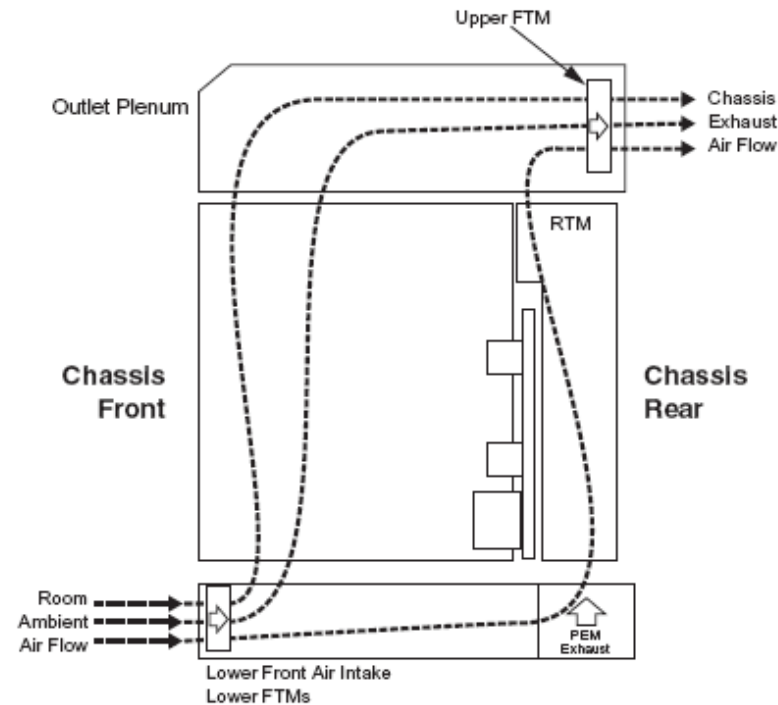 Upper FTM
Outlet Plenum
Chassis
Exhaust
Air Flow
RTM
Chassis
Front
Chassis
Rear
Room
Ambient
Air Flow
PEM
Exhaust
Lower Front Air Intake
Lower FTMs